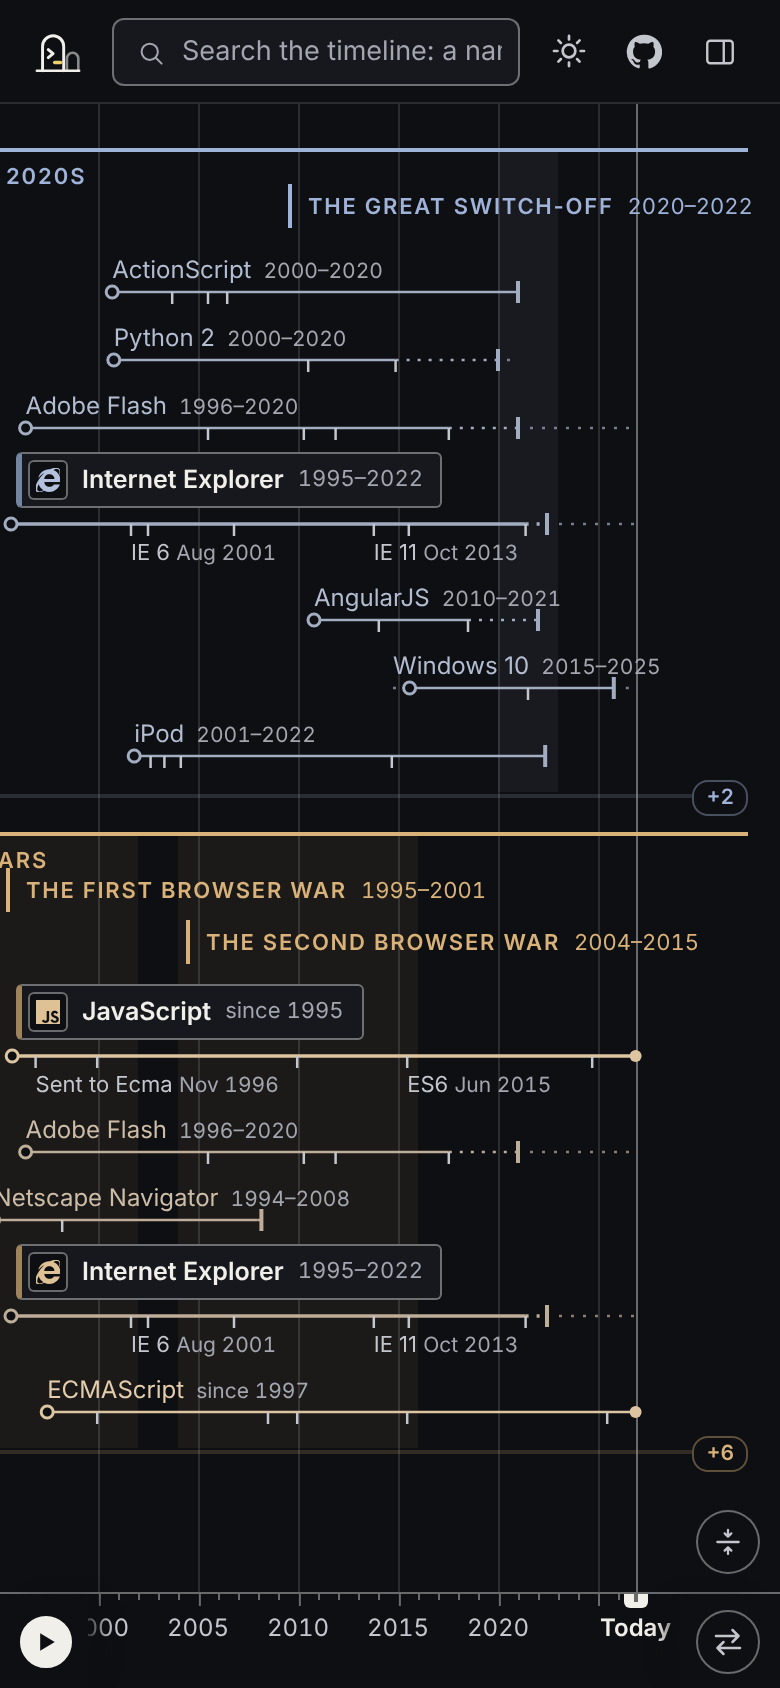 Search the timeline: a nar
2020S
THE GREAT SWITCH-OFF 2020–2022
ActionScript 2000–2020
Python 2 2000–2020
Adobe Flash 1996–2020
Internet Explorer 1995–2022
IE 6 Aug 2001 IE 11 Oct 2013
AngularJS 2010–2021
Windows 10 2015–2025
iPod 2001–2022
+2
ARS
THE FIRST BROWSER WAR 1995–2001
THE SECOND BROWSER WAR 2004–2015
JS JavaScript since 1995
Sent to Ecma Nov 1996 ES6 Jun 2015
Adobe Flash 1996–2020
Netscape Navigator 1994–2008
Internet Explorer 1995–2022
IE 6 Aug 2001 IE 11 Oct 2013
ECMAScript since 1997
+6
000 2005 2010 2015 2020 Today